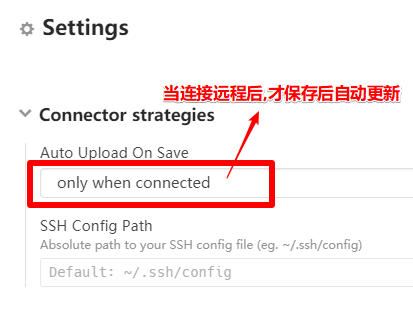 Settings
当连接远程后,才保存后自动更新
Connector strategies
Auto Upload On Save
only when connected
SSH Config Path
Absolute path to your SSH config file (eg. ~/.ssh/config)
Default: ~/.ssh/config